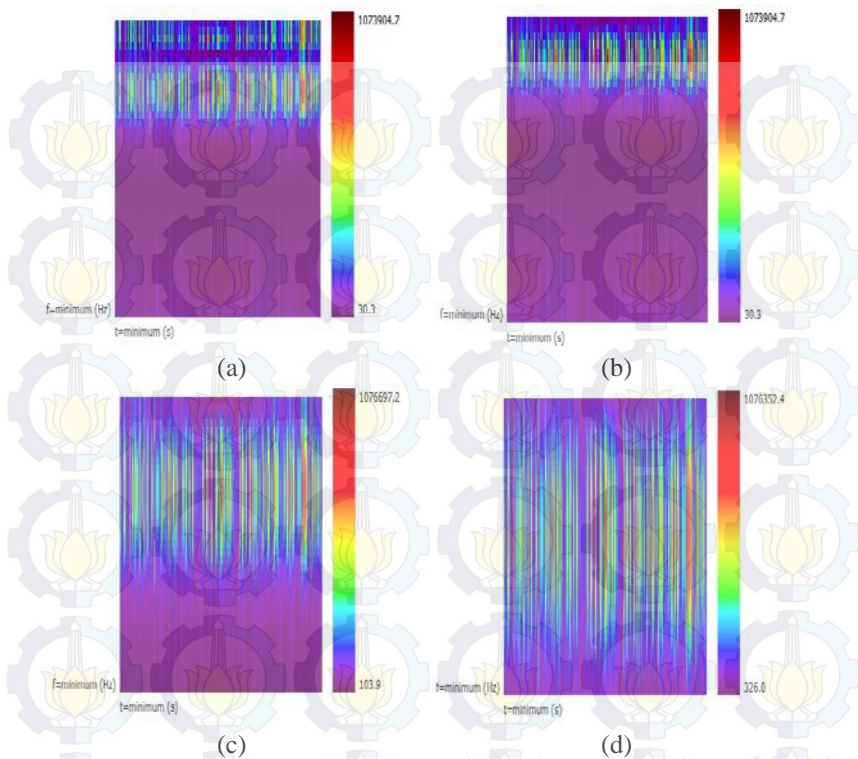 1073904.7
30.3
f=minimum (Hz)
t=minimum (s)
(a)
1073904.7
30.3
f=minimum (Hz)
t=minimum (s)
(b)
1076697.2
103.9
f=minimum (Hz)
t=minimum (s)
(c)
1076352.4
326.0
f=minimum (Hz)
t=minimum (s)
(d)